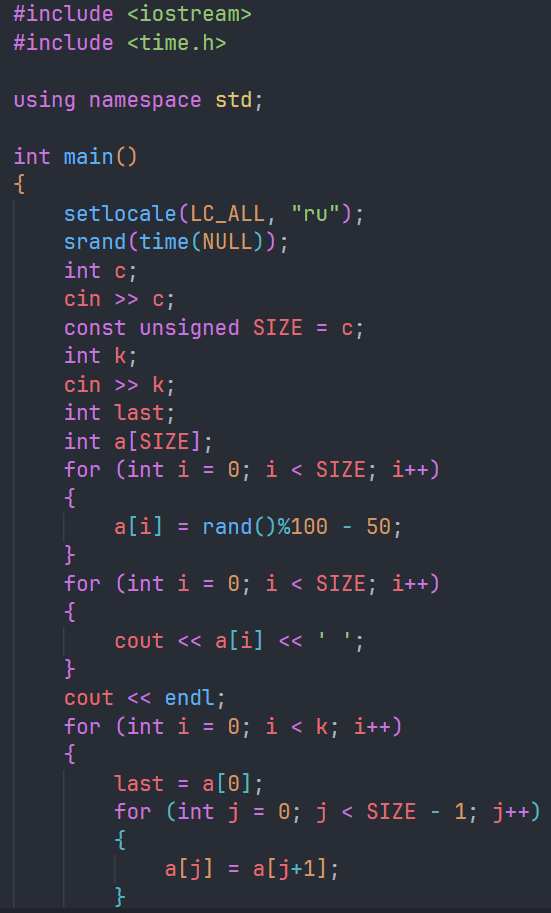 #include <iostream>
#include <time.h>

using namespace std;

int main()
{
    setlocale(LC_ALL, "ru");
    srand(time(NULL));
    int c;
    cin >> c;
    const unsigned SIZE = c;
    int k;
    cin >> k;
    int last;
    int a[SIZE];
    for (int i = 0; i < SIZE; i++)
    {
        a[i] = rand()%100 - 50;
    }
    for (int i = 0; i < SIZE; i++)
    {
        cout << a[i] << ' ';
    }
    cout << endl;
    for (int i = 0; i < k; i++)
    {
        last = a[0];
        for (int j = 0; j < SIZE - 1; j++)
        {
            a[j] = a[j+1];
        }